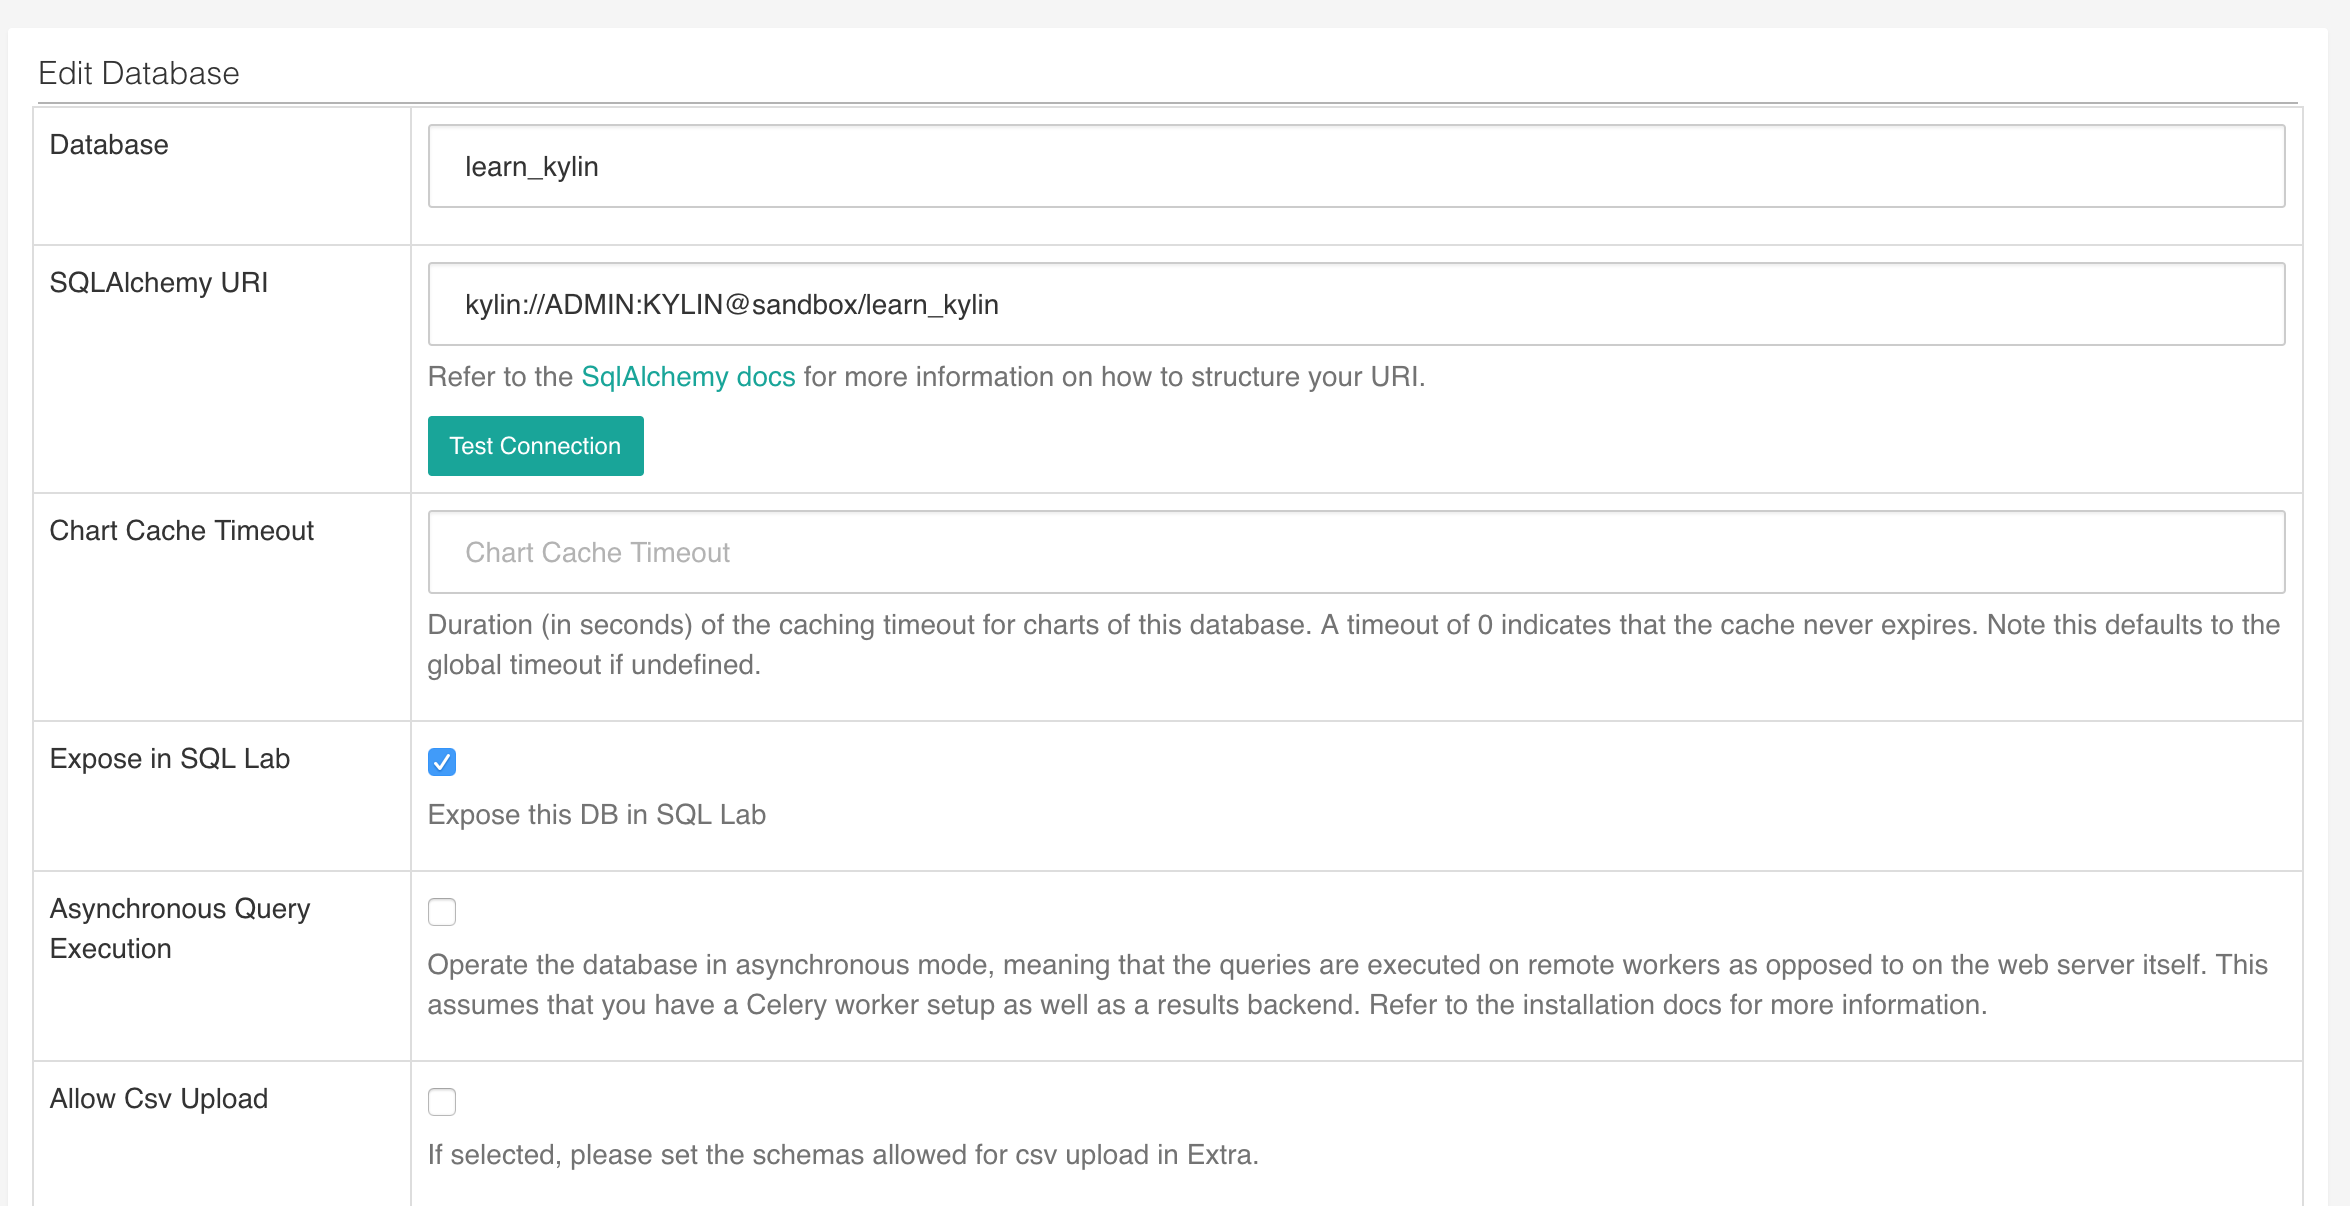 Edit Database
Database
learn_kylin
SQLAlchemy URI
kylin://ADMIN:KYLIN@sandbox/learn_kylin
Refer to the SqlAlchemy docs for more information on how to structure your URI.
Test Connection
Chart Cache Timeout
Chart Cache Timeout
Duration (in seconds) of the caching timeout for charts of this database. A timeout of 0 indicates that the cache never expires. Note this defaults to the
global timeout if undefined.
Expose in SQL Lab
Expose this DB in SQL Lab
Asynchronous Query
Execution
Operate the database in asynchronous mode, meaning that the queries are executed on remote workers as opposed to on the web server itself. This
assumes that you have a Celery worker setup as well as a results backend. Refer to the installation docs for more information.
Allow Csv Upload
If selected, please set the schemas allowed for csv upload in Extra.